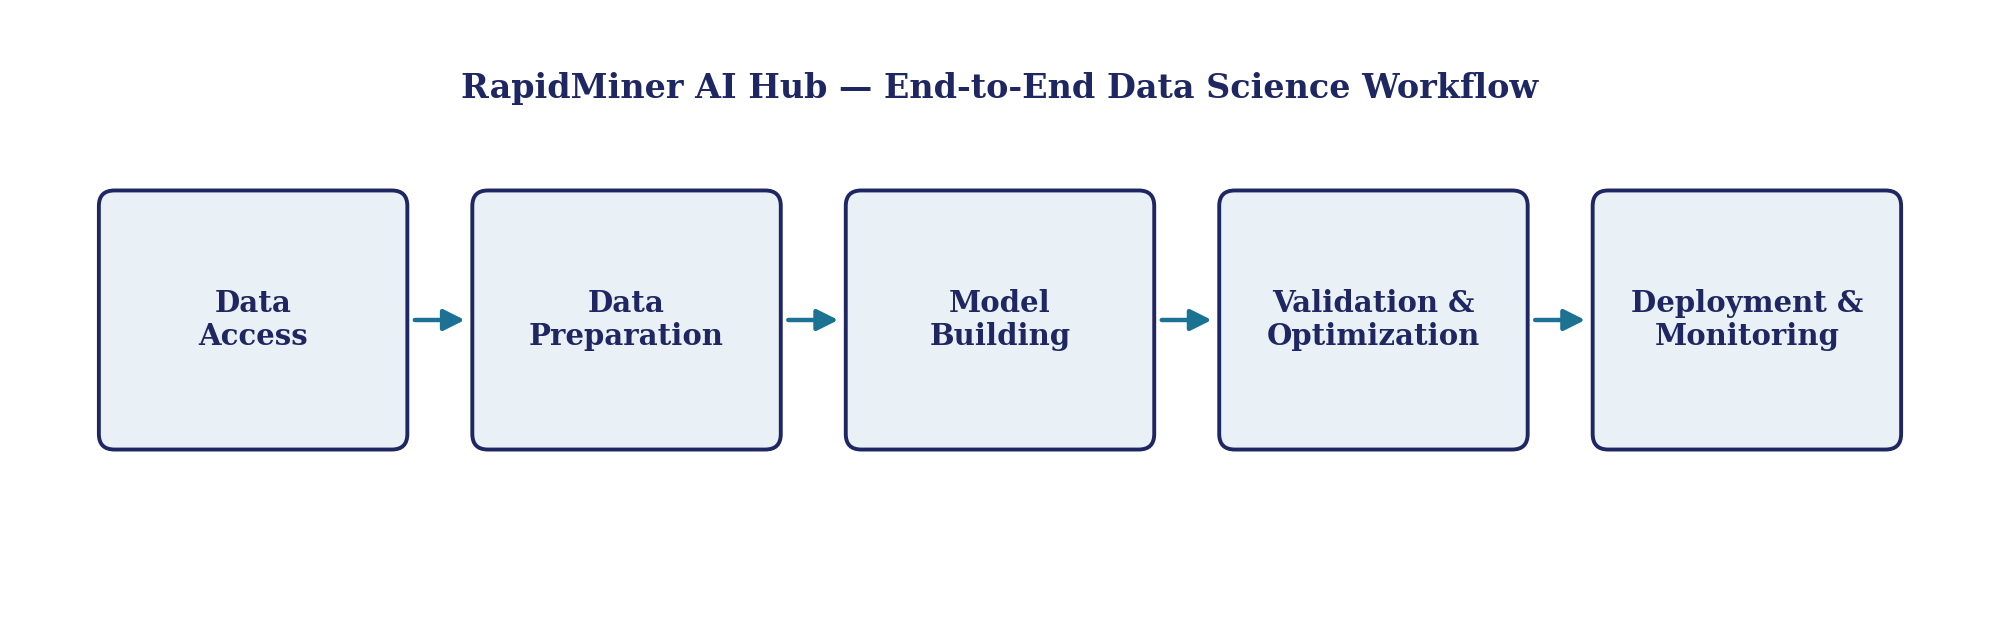 RapidMiner AI Hub — End-to-End Data Science Workflow
Data
Access
Data
Preparation
Model
Building
Validation &
Optimization
Deployment &
Monitoring